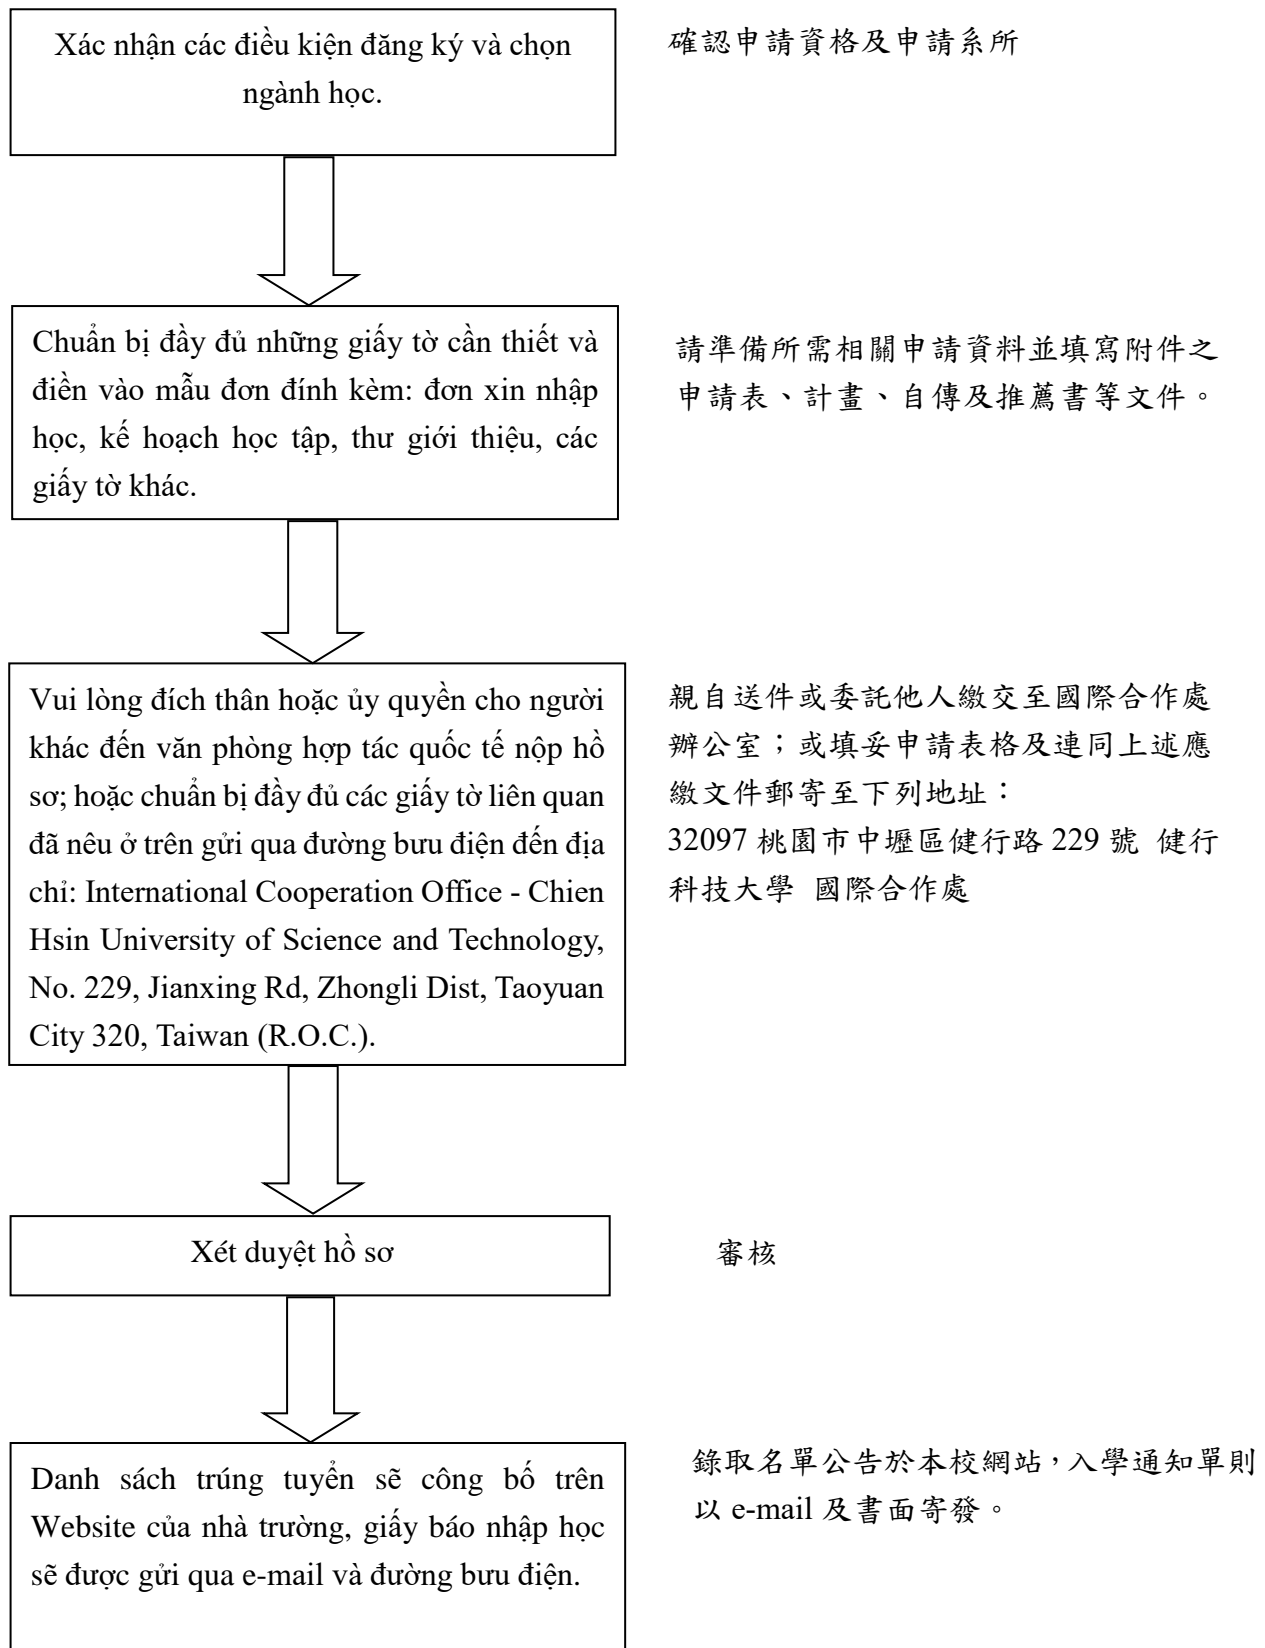 Xác nhận các điều kiện đăng ký và chọn
ngành học.
確認申請資格及申請系所
Chuẩn bị đầy đủ những giấy tờ cần thiết và
điền vào mẫu đơn đính kèm: đơn xin nhập
học, kế hoạch học tập, thư giới thiệu, các
giấy tờ khác.
請準備所需相關申請資料並填寫附件之
申請表、計畫、自傳及推薦書等文件。
Vui lòng đích thân hoặc ủy quyền cho người
khác đến văn phòng hợp tác quốc tế nộp hồ
sơ; hoặc chuẩn bị đầy đủ các giấy tờ liên quan
đã nêu ở trên gửi qua đường bưu điện đến địa
chỉ: International Cooperation Office - Chien
Hsin University of Science and Technology,
No. 229, Jianxing Rd, Zhongli Dist, Taoyuan
City 320, Taiwan (R.O.C.).
親自送件或委託他人繳交至國際合作處
辦公室；或填妥申請表格及連同上述應
繳文件郵寄至下列地址：
32097 桃園市中壢區健行路 229 號 健行
科技大學 國際合作處
Xét duyệt hồ sơ
審核
Danh sách trúng tuyển sẽ công bố trên
Website của nhà trường, giấy báo nhập học
sẽ được gửi qua e-mail và đường bưu điện.
錄取名單公告於本校網站，入學通知單則
以 e-mail 及書面寄發。